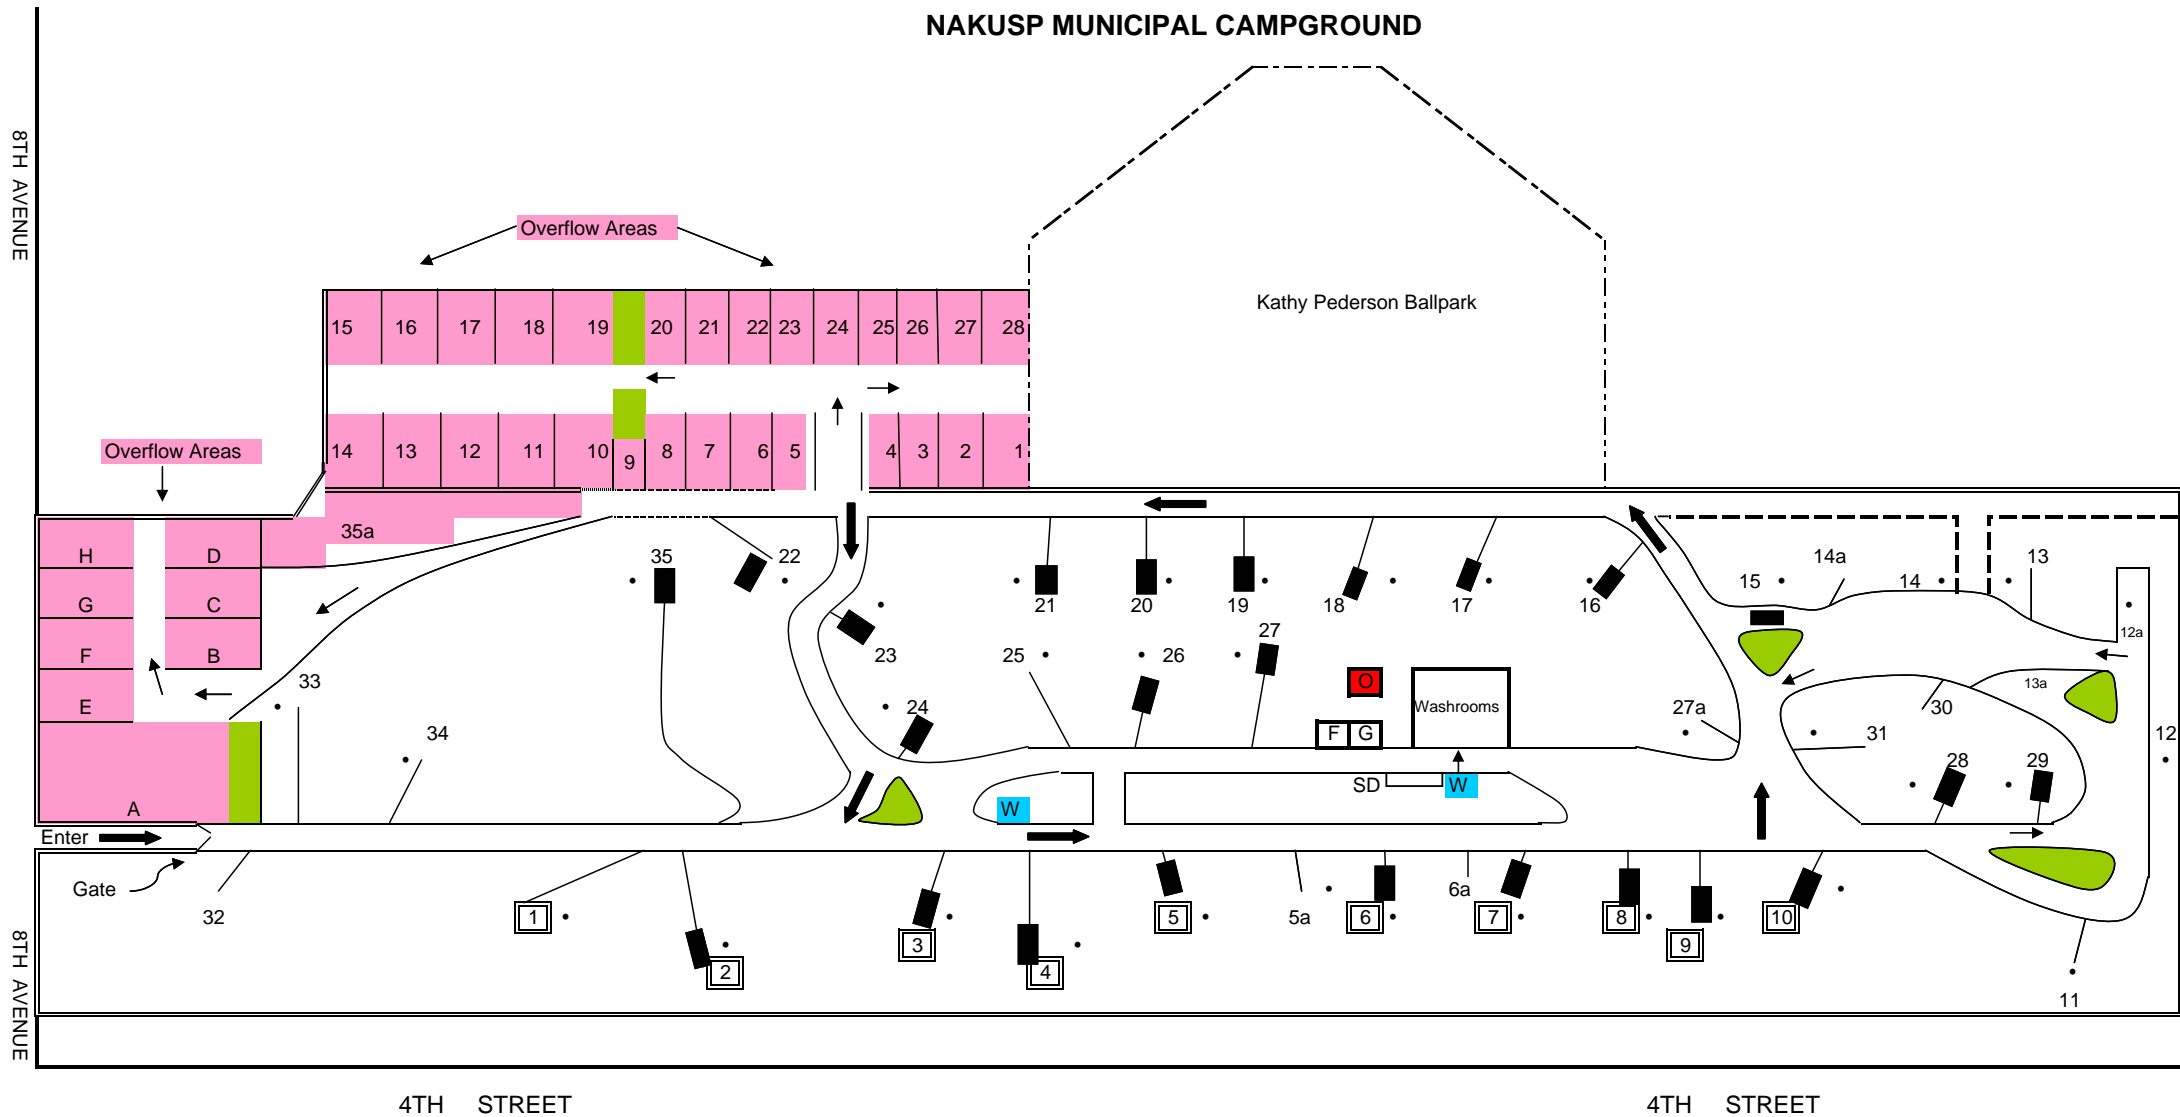 NAKUSP MUNICIPAL CAMPGROUND
8TH AVENUE
Overflow Areas
Kathy Pederson Ballpark
15 16 17 18 19 20 21 22 23 24 25 26 27 28
Overflow Areas
14 13 12 11 10 9 8 7 6 5 4 3 2 1
35a
H D
G C
F B
E
A
35 22
21 20 19 18 17 16
15 14a 14 13
12a
23 25 26 27
33
34
24
O
Washrooms
F G
27a
13a
30
31
12
28 29
SD W
W
Enter
Gate
32
1 2 3 4 5 5a 6 6a 7 8 9 10
11
8TH AVENUE
4TH STREET
4TH STREET